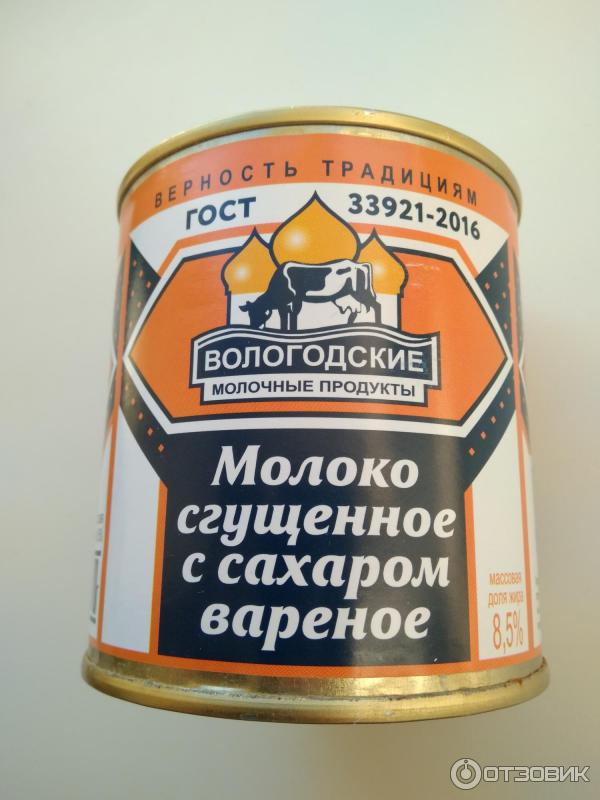 ВЕРНОСТЬ ТРАДИЦИЯМ
ГОСТ 33921-2016
ВОЛОГОДСКИЕ
МОЛОЧНЫЕ ПРОДУКТЫ
Молоко
сгущенное
с сахаром
вареное
массовая
доля жира
8,5%
ОТЗОВИК